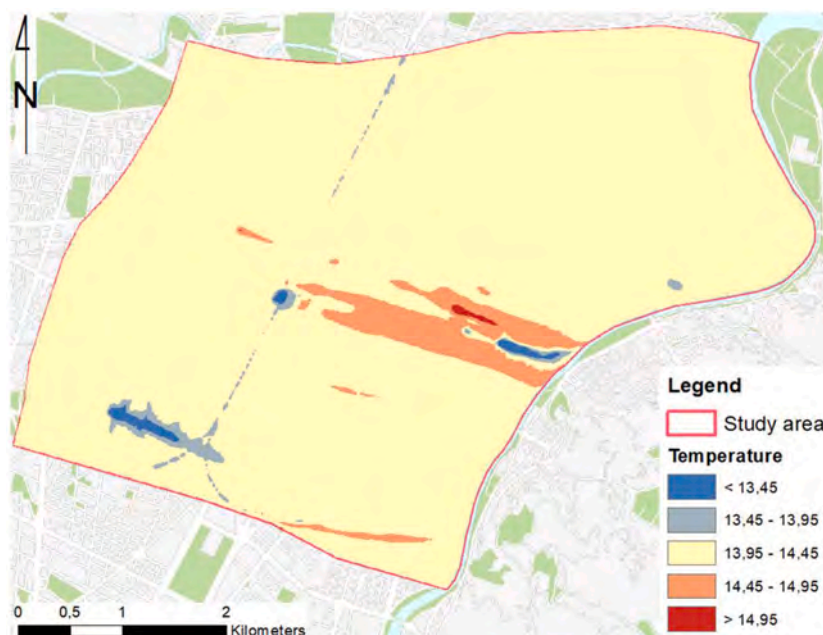 N
Legend
Study area
Temperature
< 13,45
13,45 - 13,95
13,95 - 14,45
14,45 - 14,95
> 14,95
0 0,5 1 2
Kilometers